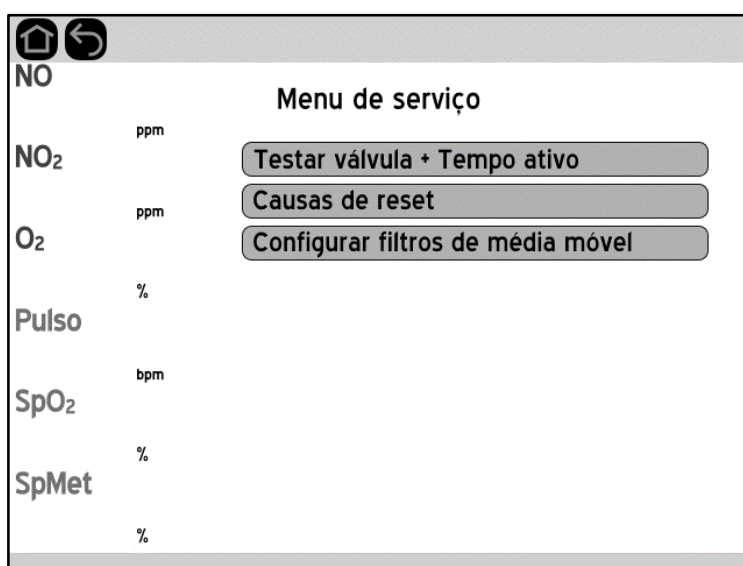 NO
ppm
NO₂
ppm
O₂
%
Pulso
bpm
SpO₂
%
SpMet
%
Menu de serviço
Testar válvula + Tempo ativo
Causas de reset
Configurar filtros de média móvel